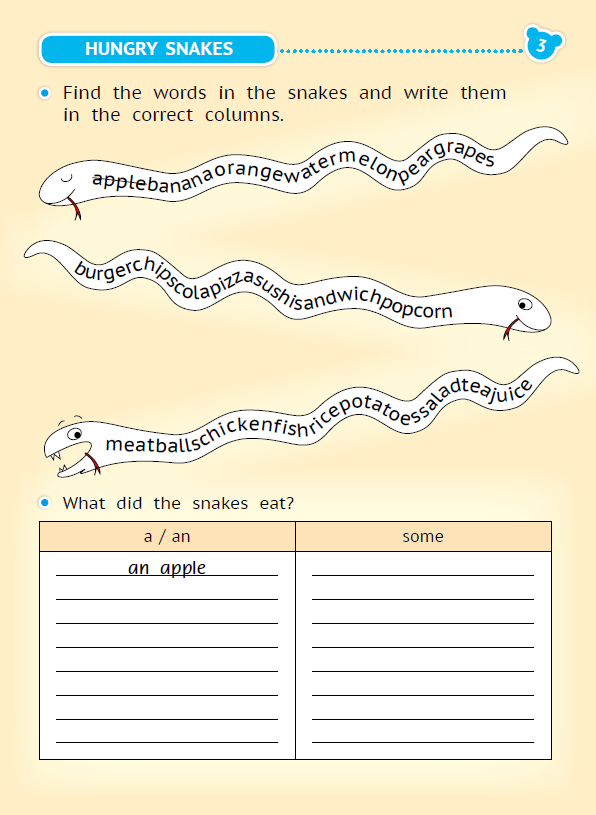 HUNGRY SNAKES
3
Find the words in the snakes and write them
in the correct columns.
applebananaorangewatermelonpeargrapes
burgerchipscolapizzasushisandwichpopcorn
meatballschickenfishricepotatoessaladteajuice
What did the snakes eat?
a / an some
an apple